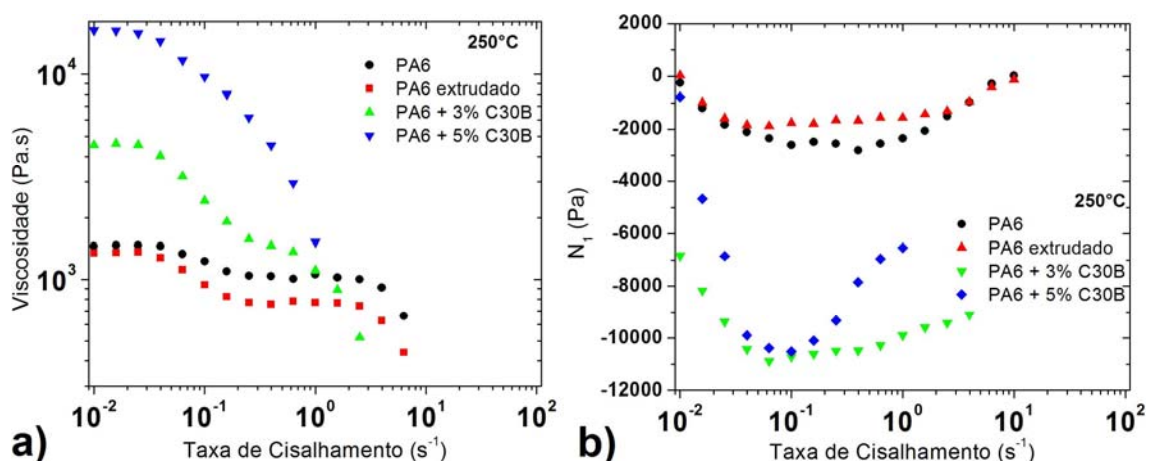 250°C
PA6
PA6 extrudado
PA6 + 3% C30B
PA6 + 5% C30B
10⁴
10³
Viscosidade (Pa.s)
10⁻² 10⁻¹ 10⁰ 10¹ 10²
Taxa de Cisalhamento (s⁻¹)
a)
2000
0
-2000
-4000
-6000
-8000
-10000
-12000
N₁ (Pa)
250°C
PA6
PA6 extrudado
PA6 + 3% C30B
PA6 + 5% C30B
10⁻² 10⁻¹ 10⁰ 10¹ 10²
Taxa de Cisalhamento (s⁻¹)
b)